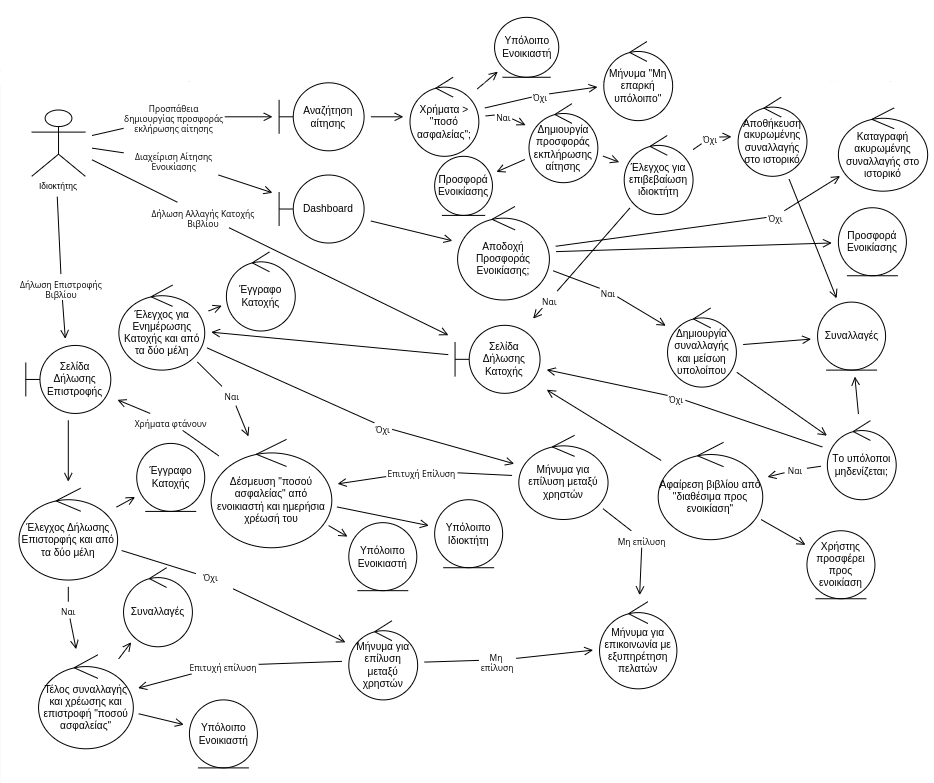 Υπόλοιπο
Ενοικιαστή
Μήνυμα "Μη
επαρκή
υπόλοιπο"
Όχι
Προσπάθεια
δημιουργίας προσφοράς
εκλήρωσης αίτησης
Αναζήτηση
αίτησης
Χρήματα >
"ποσό
ασφαλείας";
Ναι
Δημιουργία
προσφοράς
εκπλήρωσης
αίτησης
Όχι
Αποθήκευση
ακυρωμένης
συναλλαγής
στο ιστορικό
Καταγραφή
ακυρωμένης
συναλλαγής στο
ιστορικό
Ιδιοκτήτης
Διαχείριση Αίτησης
Ενοικίασης
Προσφορά
Ενοικίασης
Έλεγχος για
επιβεβαίωση
ιδιοκτήτη
Δήλωση Αλλαγής Κατοχής
Βιβλίου
Dashboard
Αποδοχή
Προσφοράς
Ενοικίασης;
Όχι
Προσφορά
Ενοικίασης
Δήλωση Επιστροφής
Βιβλίου
Έγγραφο
Κατοχής
Ναι
Ναι
Έλεγχος για
Ενημέρωσης
Κατοχής και από
τα δύο μέλη
Σελίδα
Δήλωσης
Κατοχής
Δημιουργία
συναλλαγής
και μείωση
υπολοίπου
Συναλλαγές
Σελίδα
Δήλωσης
Επιστροφής
Ναι
Όχι
Χρήματα φτάνουν
Όχι
Έγγραφο
Κατοχής
Δέσμευση "ποσού
ασφαλείας" από
ενοικιαστή και ημερήσια
χρέωσή του
Επιτυχή Επίλυση
Μήνυμα για
επίλυση μεταξύ
χρηστών
Αφαίρεση βιβλίου από
"διαθέσιμα προς
ενοικίαση"
Ναι
Το υπόλοιπο
μηδενίζεται;
Έλεγχος Δήλωσης
Επιστορφής και από
τα δύο μέλη
Υπόλοιπο
Ενοικιαστή
Υπόλοιπο
Ιδιοκτήτη
Μη επίλυση
Χρήστης
προσφέρει
προς
ενοικίαση
Όχι
Ναι
Συναλλαγές
Μήνυμα για
επίλυση
μεταξύ
χρηστών
Μη
επίλυση
Μήνυμα για
επικοινωνία με
εξυπηρέτηση
πελατών
Επιτυχή επίλυση
Τέλος συναλλαγής
και χρέωσης και
επιστροφή "ποσού
ασφαλείας"
Υπόλοιπο
Ενοικιαστή